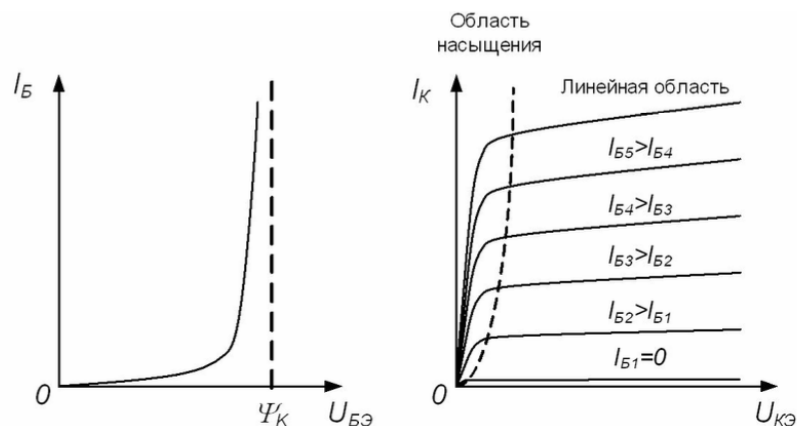 Область
насыщения
I_Б
I_К
Линейная область
I_Б5>I_Б4
I_Б4>I_Б3
I_Б3>I_Б2
I_Б2>I_Б1
I_Б1=0
0
Ψ_К
U_БЭ
0
U_КЭ